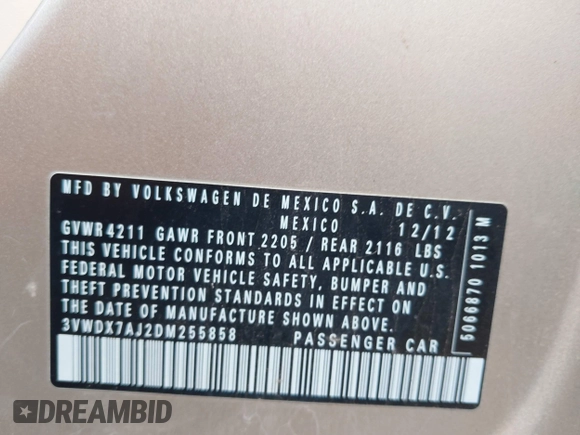 MFD BY VOLKSWAGEN DE MEXICO S.A. DE C.V.
MEXICO 12/12
GVWR 4211 GAWR FRONT 2205 / REAR 2116 LBS
THIS VEHICLE CONFORMS TO ALL APPLICABLE U.S.
FEDERAL MOTOR VEHICLE SAFETY, BUMPER AND
THEFT PREVENTION STANDARDS IN EFFECT ON
THE DATE OF MANUFACTURE SHOWN ABOVE.
3VWDX7AJ2DM255858 PASSENGER CAR
5066870 1013 M
DREAMBID